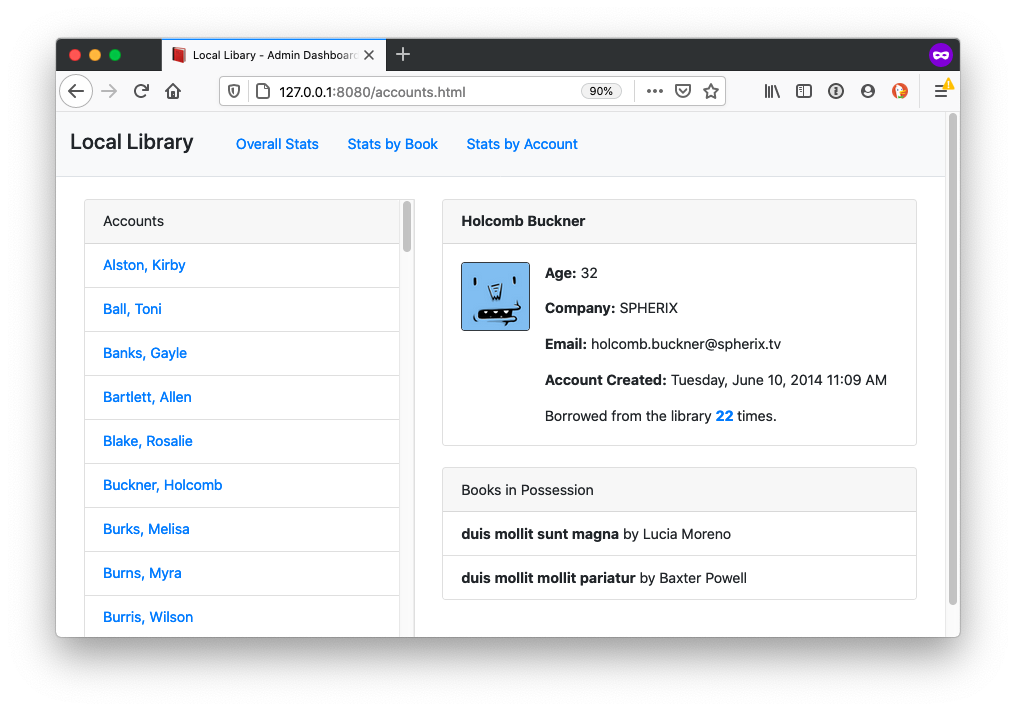 Local Libary - Admin Dashboar
127.0.0.1:8080/accounts.html
90%
Local Library
Overall Stats
Stats by Book
Stats by Account
Accounts
Alston, Kirby
Ball, Toni
Banks, Gayle
Bartlett, Allen
Blake, Rosalie
Buckner, Holcomb
Burks, Melisa
Burns, Myra
Burris, Wilson
Holcomb Buckner
Age: 32
Company: SPHERIX
Email: holcomb.buckner@spherix.tv
Account Created: Tuesday, June 10, 2014 11:09 AM
Borrowed from the library 22 times.
Books in Possession
duis mollit sunt magna by Lucia Moreno
duis mollit mollit pariatur by Baxter Powell